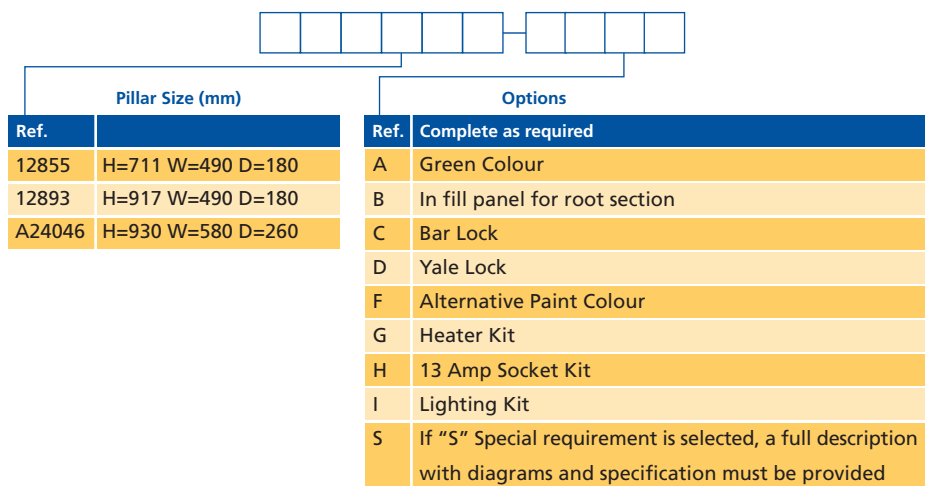 Pillar Size (mm)
Ref.
12855 H=711 W=490 D=180
12893 H=917 W=490 D=180
A24046 H=930 W=580 D=260
Options
Ref. Complete as required
A Green Colour
B In fill panel for root section
C Bar Lock
D Yale Lock
F Alternative Paint Colour
G Heater Kit
H 13 Amp Socket Kit
I Lighting Kit
S If “S” Special requirement is selected, a full description
with diagrams and specification must be provided